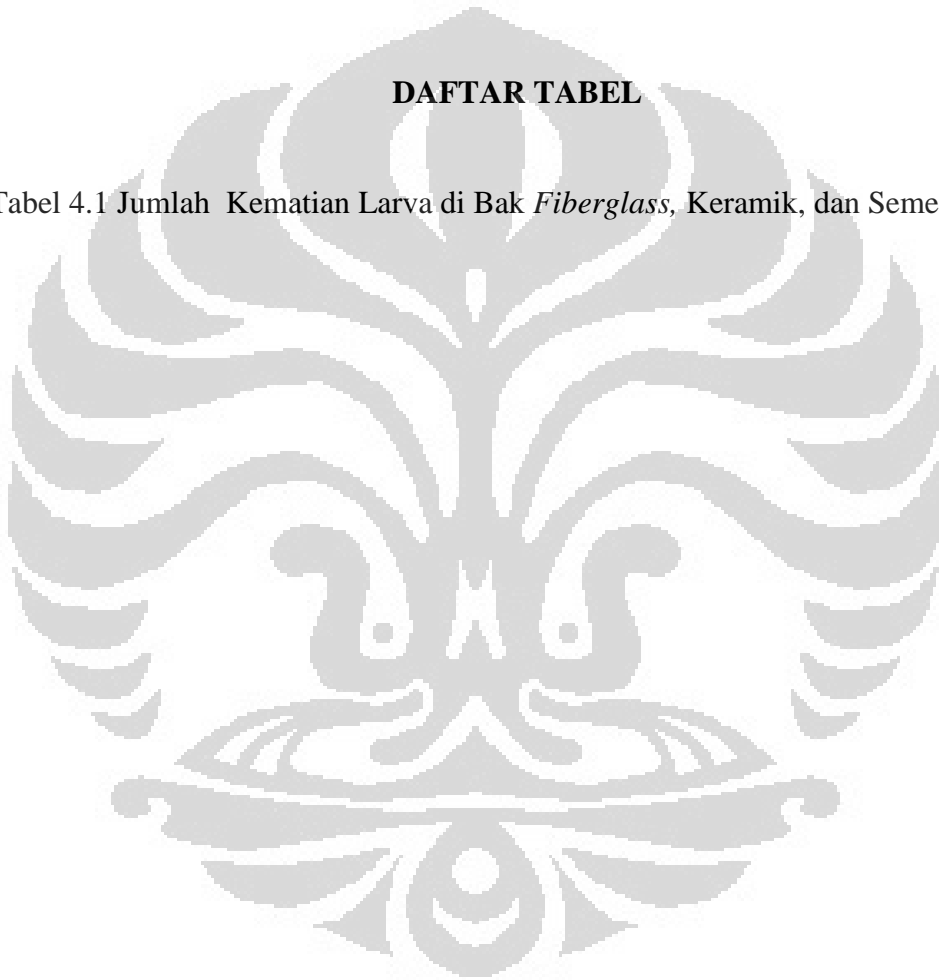 DAFTAR TABEL
Tabel 4.1 Jumlah Kematian Larva di Bak Fiberglass, Keramik, dan Seme